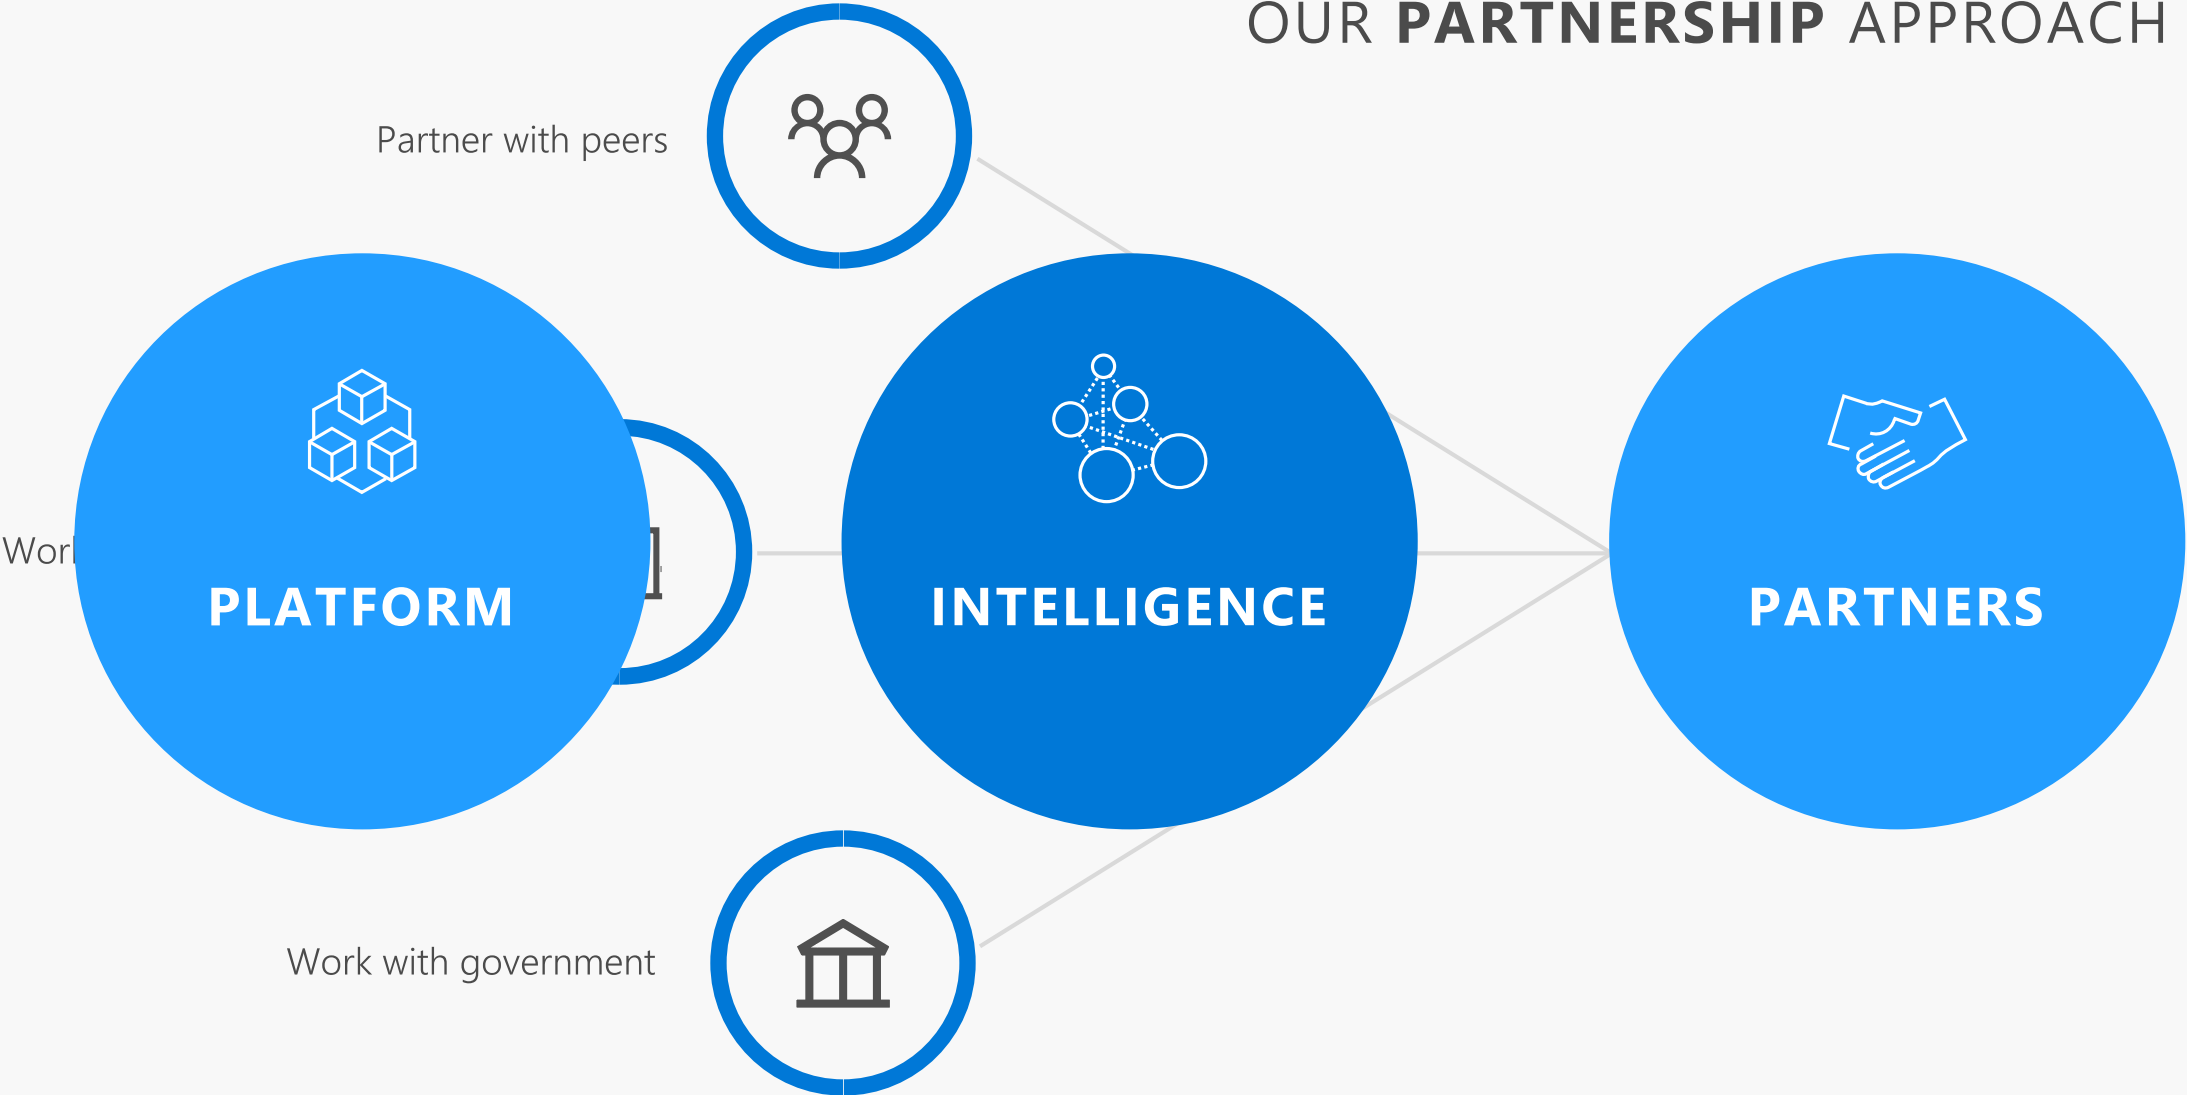 OUR PARTNERSHIP APPROACH
Partner with peers
PLATFORM
INTELLIGENCE
PARTNERS
Work with government